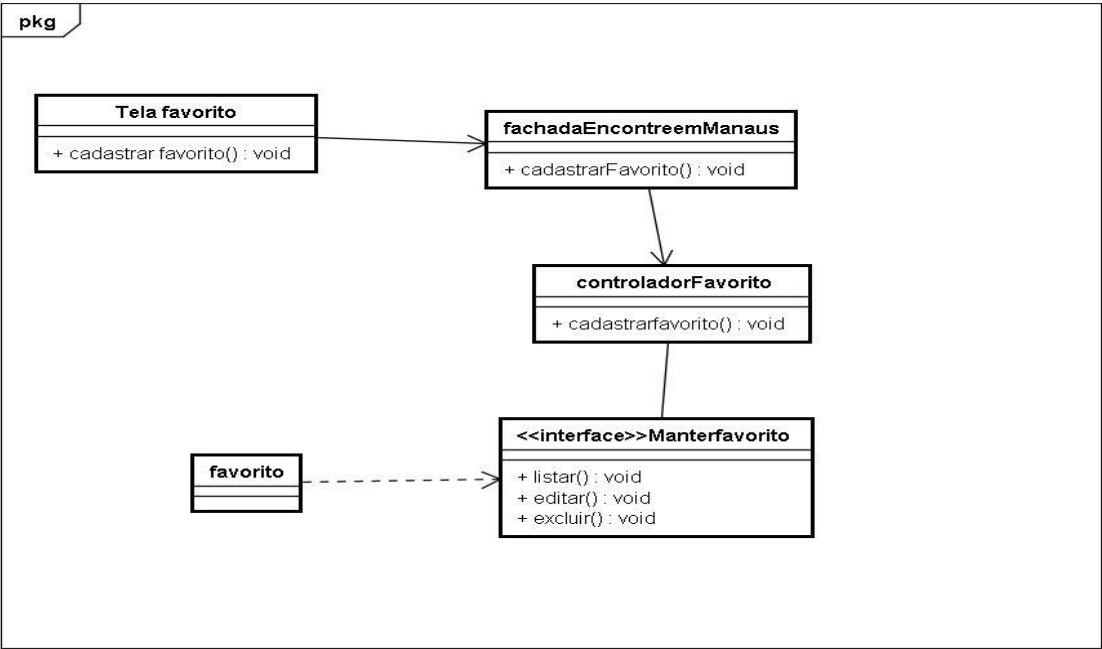 pkg
Tela favorito
+ cadastrar favorito() : void
fachadaEncontreemManaus
+ cadastrarFavorito() : void
controladorFavorito
+ cadastrarfavorito() : void
<<interface>>Manterfavorito
+ listar() : void
+ editar() : void
+ excluir() : void
favorito